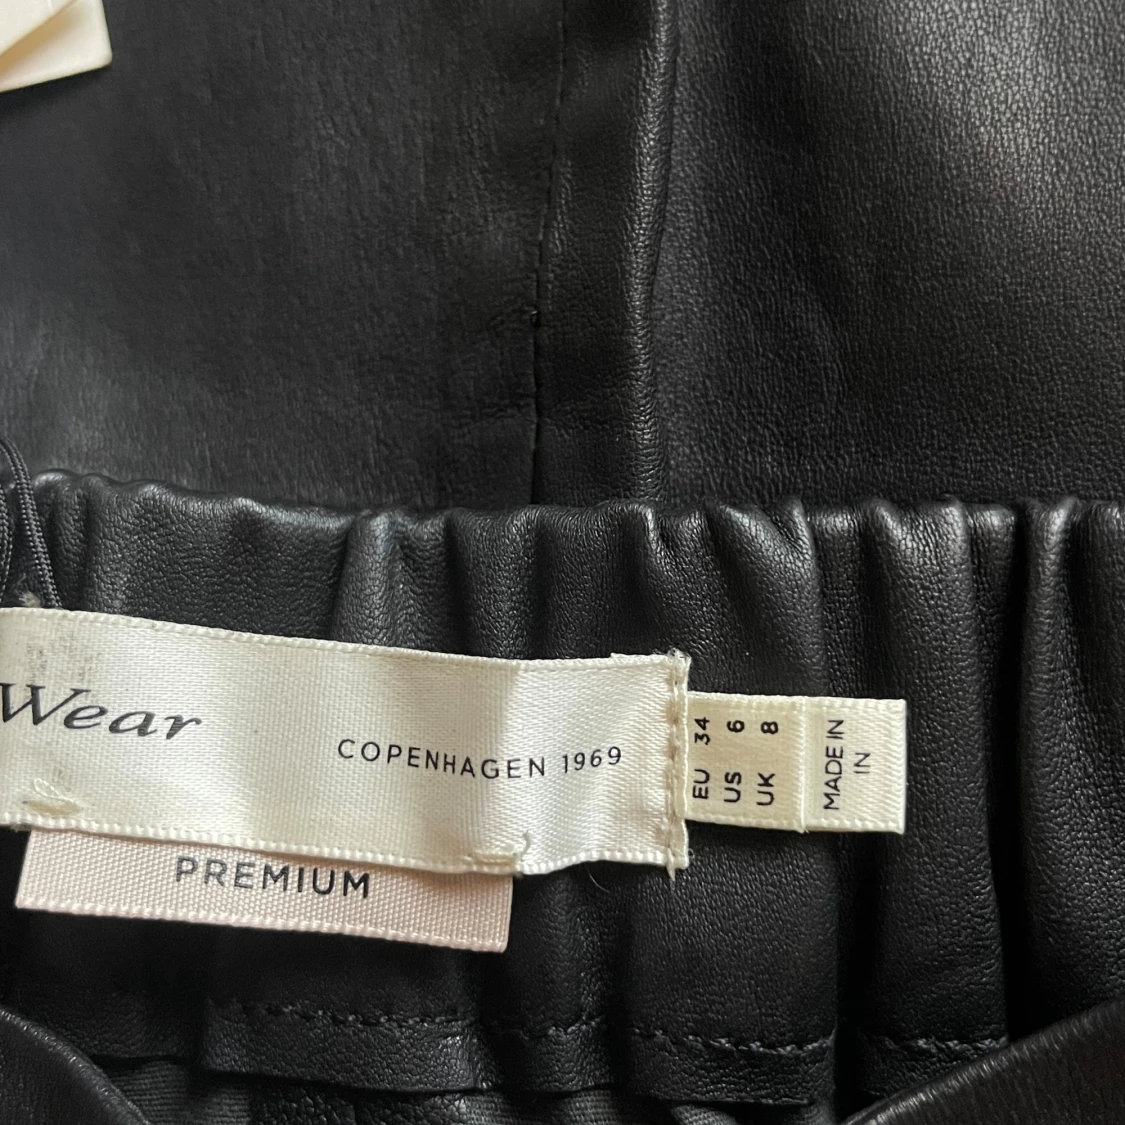 Wear
COPENHAGEN 1969
PREMIUM
EU 34
US 6
UK 8
MADE IN
IN